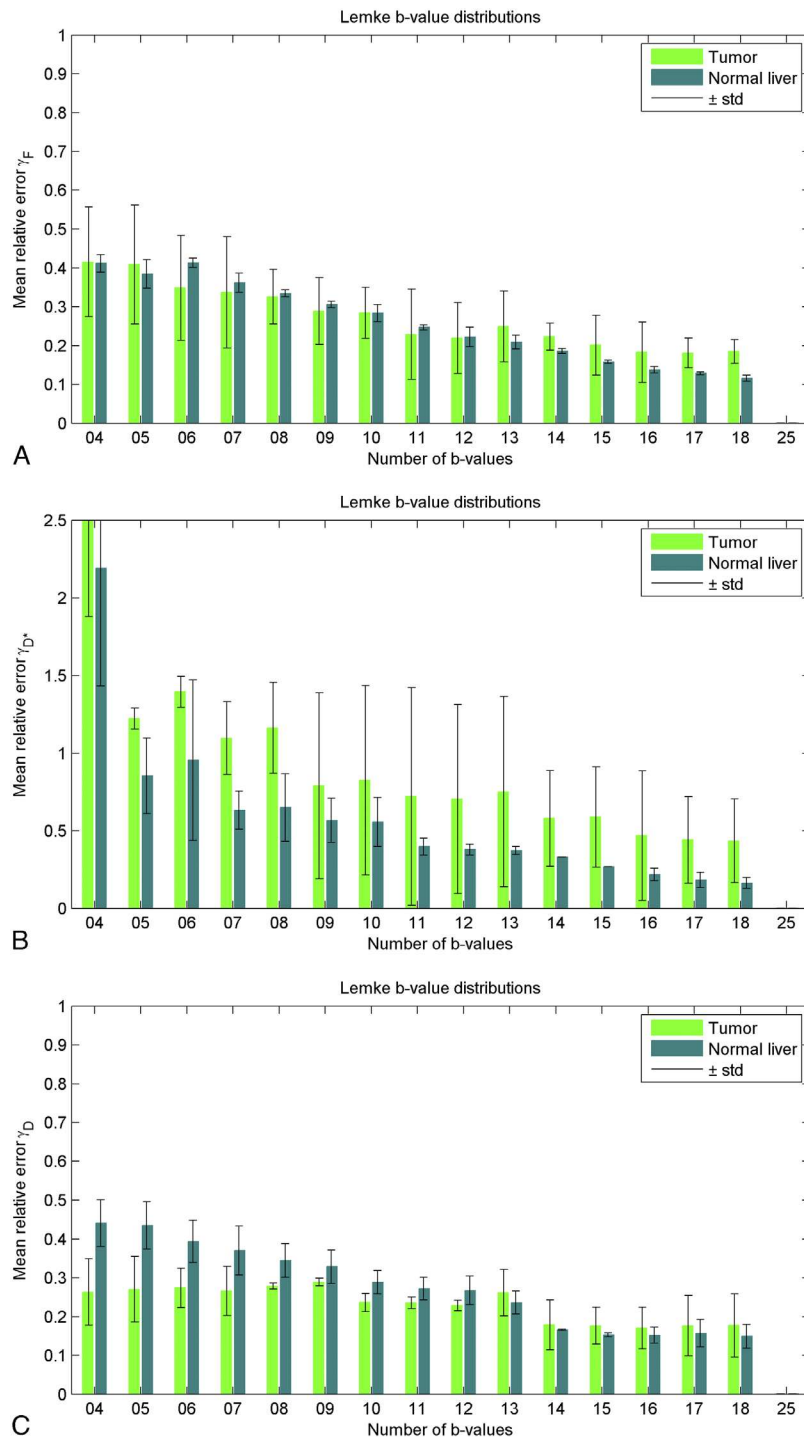 Lemke b-value distributions
1
0.9
0.8
0.7
0.6
0.5
0.4
0.3
0.2
0.1
0
Mean relative error γF
Tumor
Normal liver
± std
04 05 06 07 08 09 10 11 12 13 14 15 16 17 18 25
Number of b-values
A
Lemke b-value distributions
2.5
2
1.5
1
0.5
0
Mean relative error γD*
Tumor
Normal liver
± std
04 05 06 07 08 09 10 11 12 13 14 15 16 17 18 25
Number of b-values
B
Lemke b-value distributions
1
0.9
0.8
0.7
0.6
0.5
0.4
0.3
0.2
0.1
0
Mean relative error γD
Tumor
Normal liver
± std
04 05 06 07 08 09 10 11 12 13 14 15 16 17 18 25
Number of b-values
C